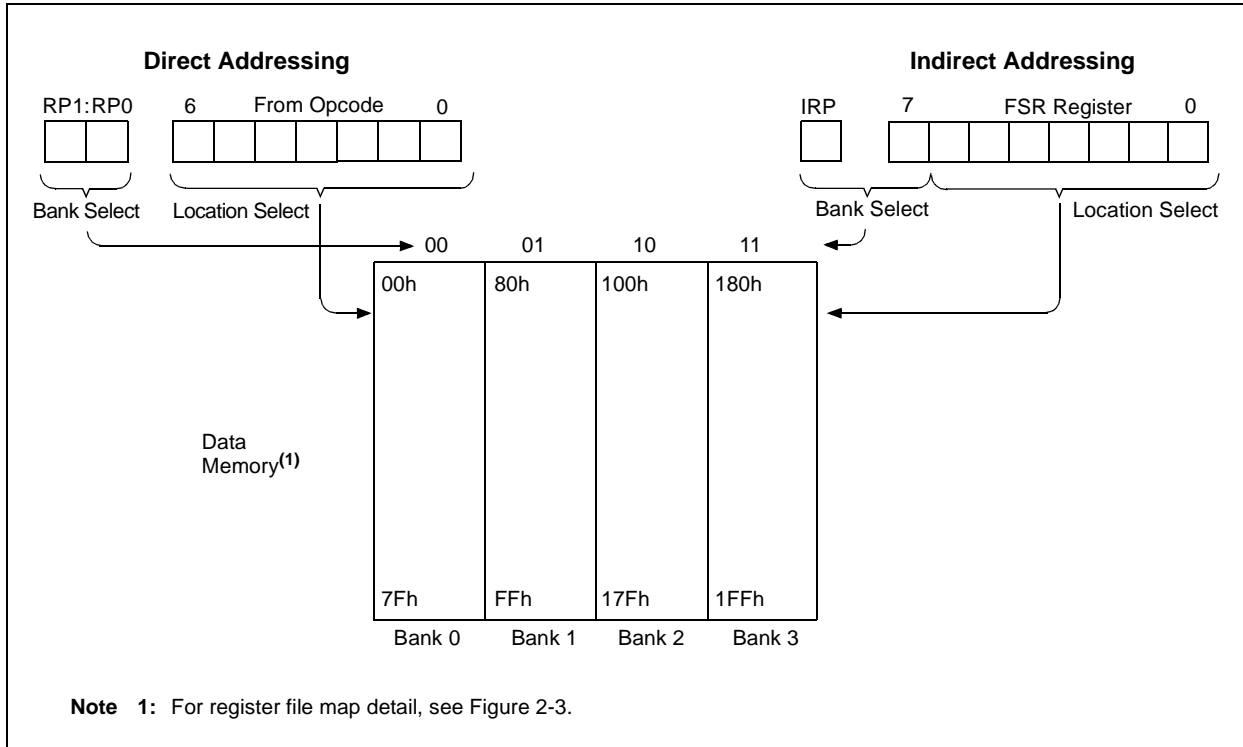 Direct Addressing
Indirect Addressing
RP1:RP0 6 From Opcode 0
IRP 7 FSR Register 0
Bank Select Location Select
Bank Select Location Select
00 01 10 11
00h 80h 100h 180h
Data
Memory(1)
7Fh FFh 17Fh 1FFh
Bank 0 Bank 1 Bank 2 Bank 3
Note 1: For register file map detail, see Figure 2-3.